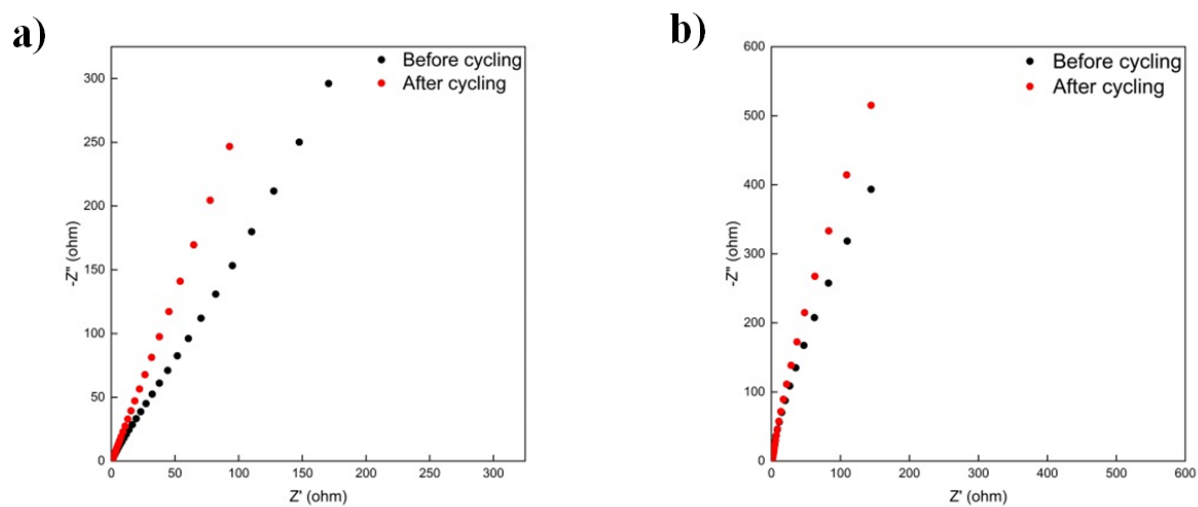 a)
Before cycling
After cycling
300
250
200
150
100
50
0
-Z" (ohm)
0 50 100 150 200 250 300
Z' (ohm)
b)
Before cycling
After cycling
600
500
400
300
200
100
0
-Z" (ohm)
0 100 200 300 400 500 600
Z' (ohm)